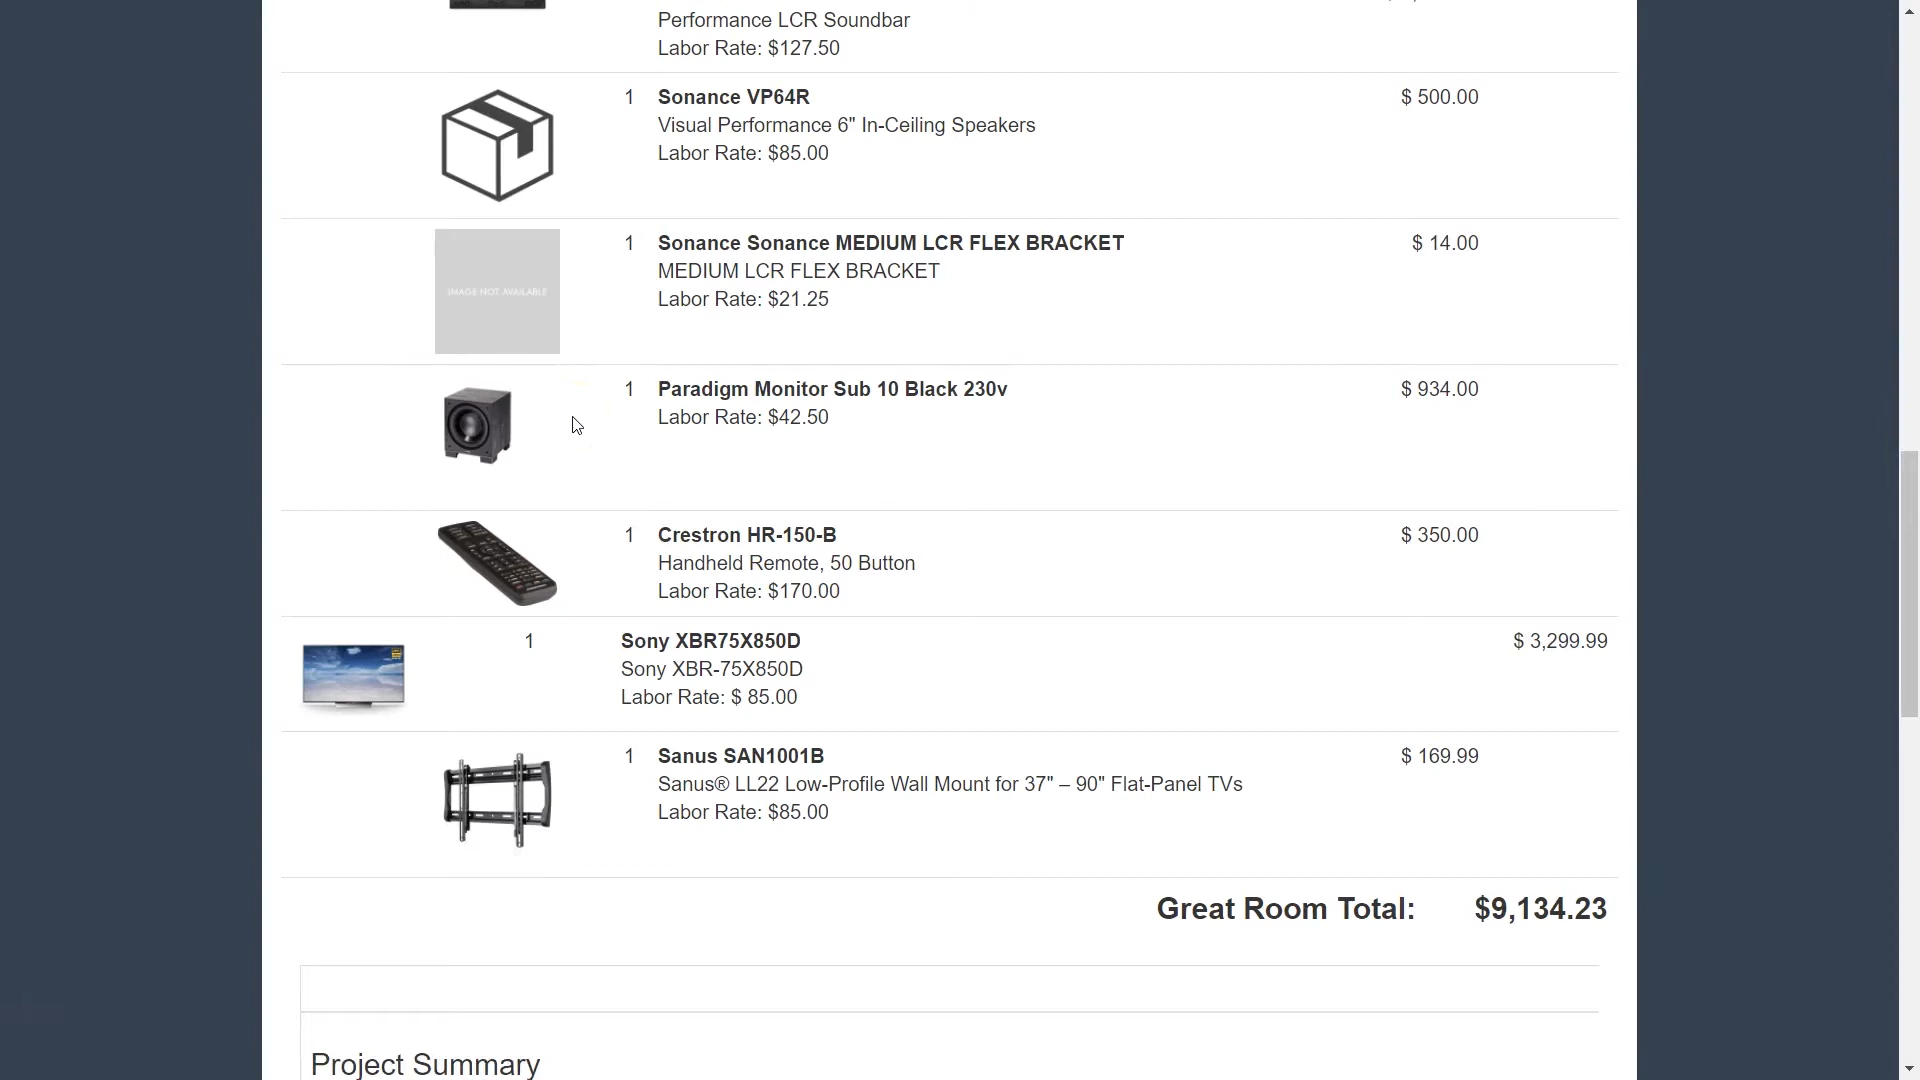 Performance LCR Soundbar
Labor Rate: $127.50
1 Sonance VP64R $ 500.00
Visual Performance 6" In-Ceiling Speakers
Labor Rate: $85.00
1 Sonance Sonance MEDIUM LCR FLEX BRACKET $ 14.00
MEDIUM LCR FLEX BRACKET
IMAGE NOT AVAILABLE
Labor Rate: $21.25
1 Paradigm Monitor Sub 10 Black 230v $ 934.00
Labor Rate: $42.50
1 Crestron HR-150-B $ 350.00
Handheld Remote, 50 Button
Labor Rate: $170.00
1 Sony XBR75X850D $ 3,299.99
Sony XBR-75X850D
Labor Rate: $ 85.00
1 Sanus SAN1001B $ 169.99
Sanus® LL22 Low-Profile Wall Mount for 37" – 90" Flat-Panel TVs
Labor Rate: $85.00
Great Room Total: $9,134.23
Project Summary